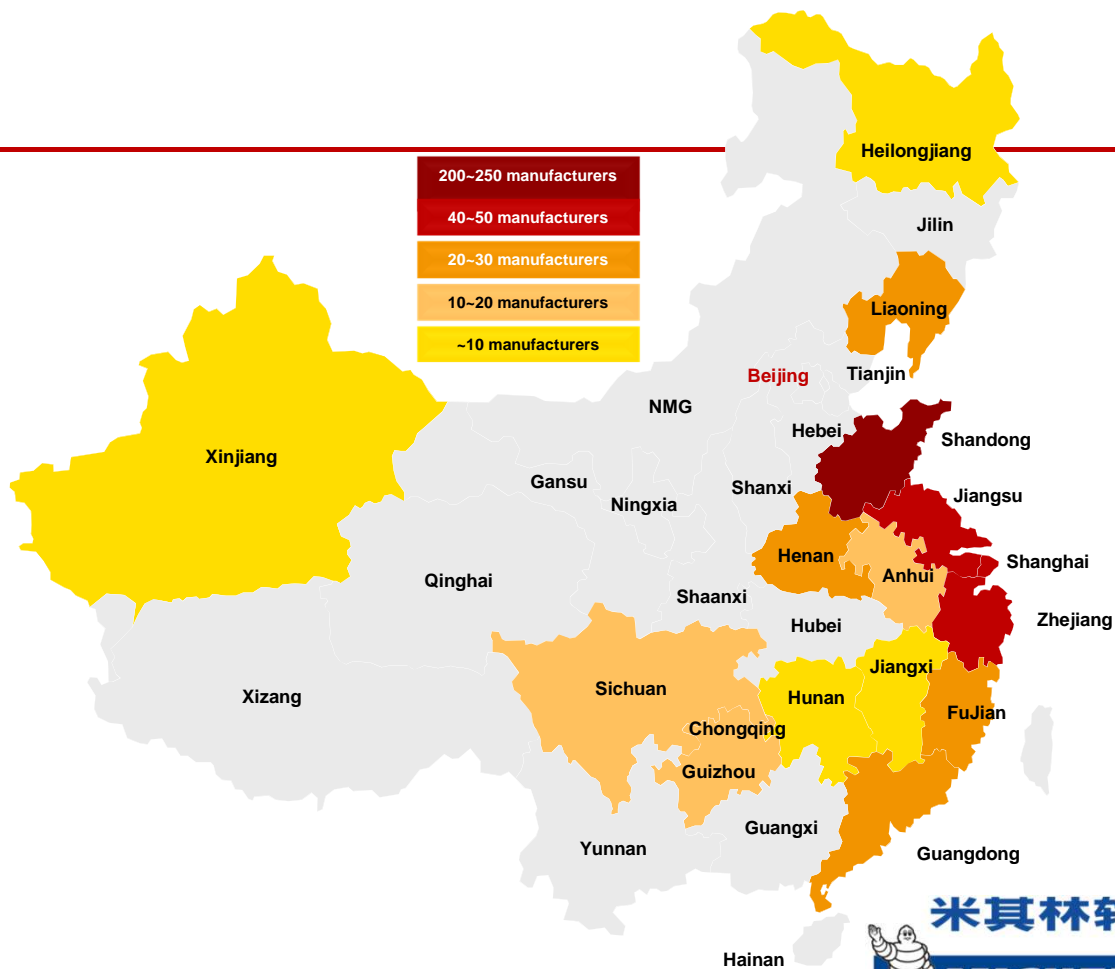 Heilongjiang
200~250 manufacturers
40~50 manufacturers
Jilin
20~30 manufacturers
10~20 manufacturers
Liaoning
~10 manufacturers
Beijing
Tianjin
NMG
Hebei
Shandong
Xinjiang
Gansu
Shanxi
Jiangsu
Ningxia
Henan
Shanghai
Qinghai
Anhui
Shaanxi
Zhejiang
Hubei
Jiangxi
Xizang
Sichuan
Hunan
FuJian
Chongqing
Guizhou
Guangxi
Yunnan
Guangdong
米其林
Hainan